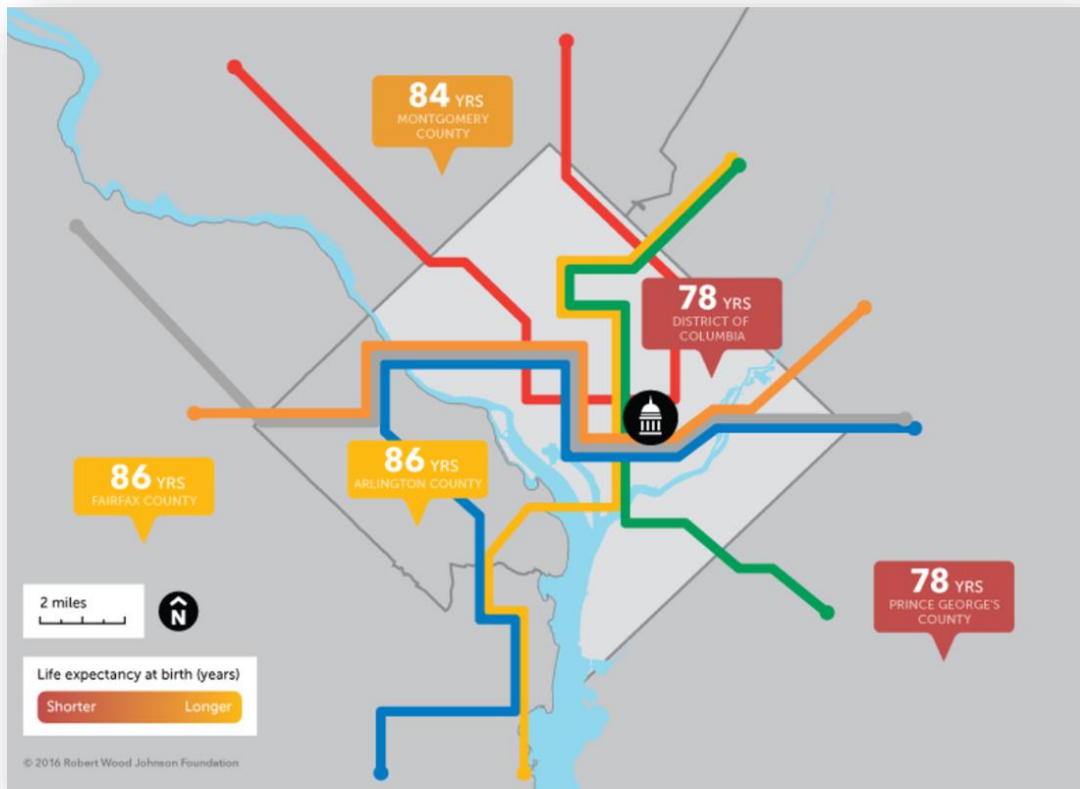 84 YRS
MONTGOMERY
COUNTY
78 YRS
DISTRICT OF
COLUMBIA
86 YRS
FAIRFAX COUNTY
86 YRS
ARLINGTON COUNTY
78 YRS
PRINCE GEORGE'S
COUNTY
2 miles
N
Life expectancy at birth (years)
Shorter Longer
© 2016 Robert Wood Johnson Foundation